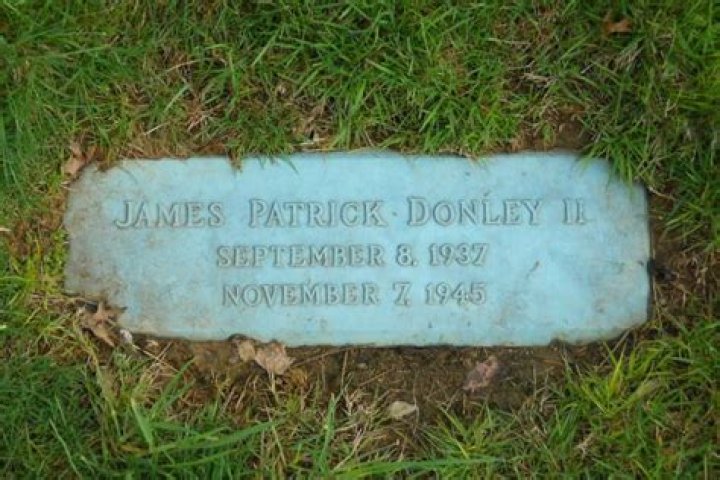 JAMES PATRICK DONLEY II
SEPTEMBER 8, 1937
NOVEMBER 7, 1945